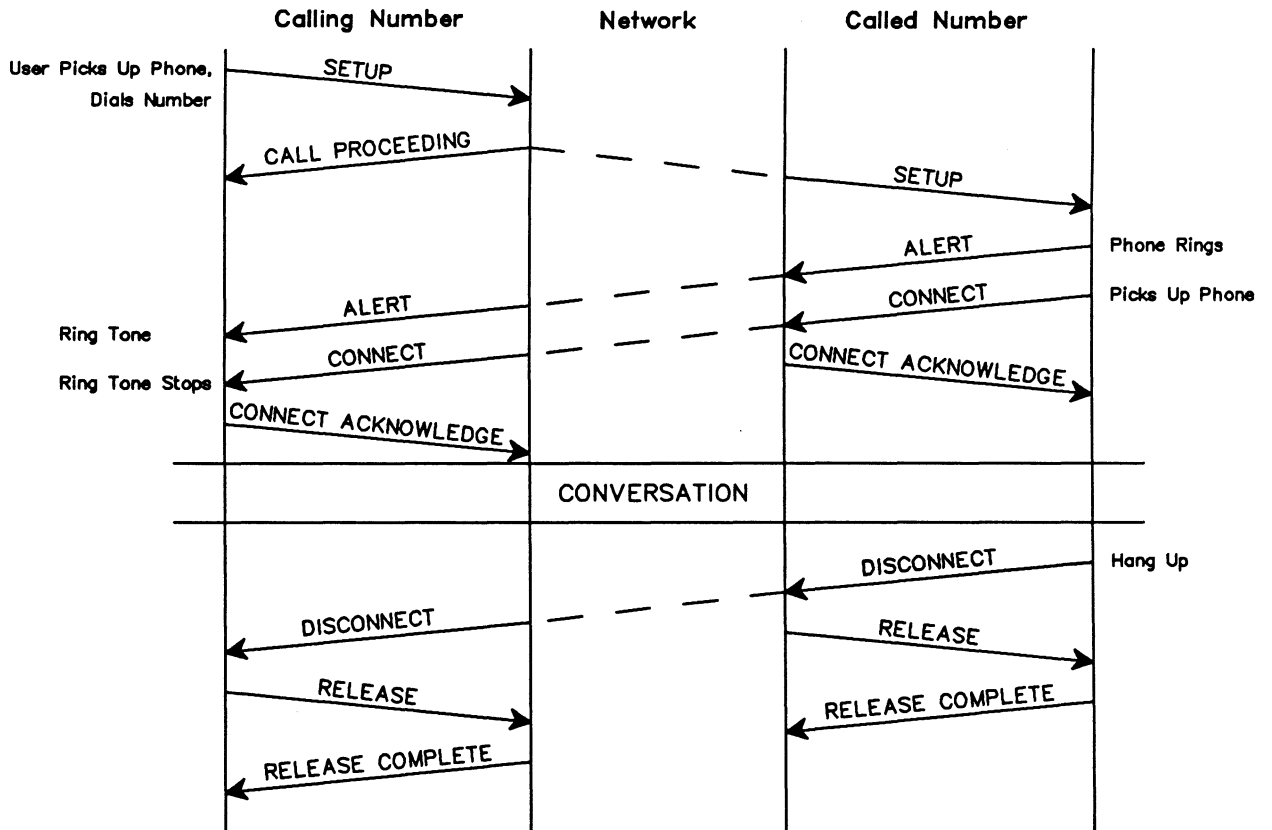 Calling Number Network Called Number
User Picks Up Phone,
SETUP
Dials Number
CALL PROCEEDING
SETUP
ALERT
Phone Rings
CONNECT
Picks Up Phone
ALERT
Ring Tone
CONNECT
CONNECT ACKNOWLEDGE
Ring Tone Stops
CONNECT ACKNOWLEDGE
CONVERSATION
DISCONNECT
Hang Up
DISCONNECT
RELEASE
RELEASE
RELEASE COMPLETE
RELEASE COMPLETE